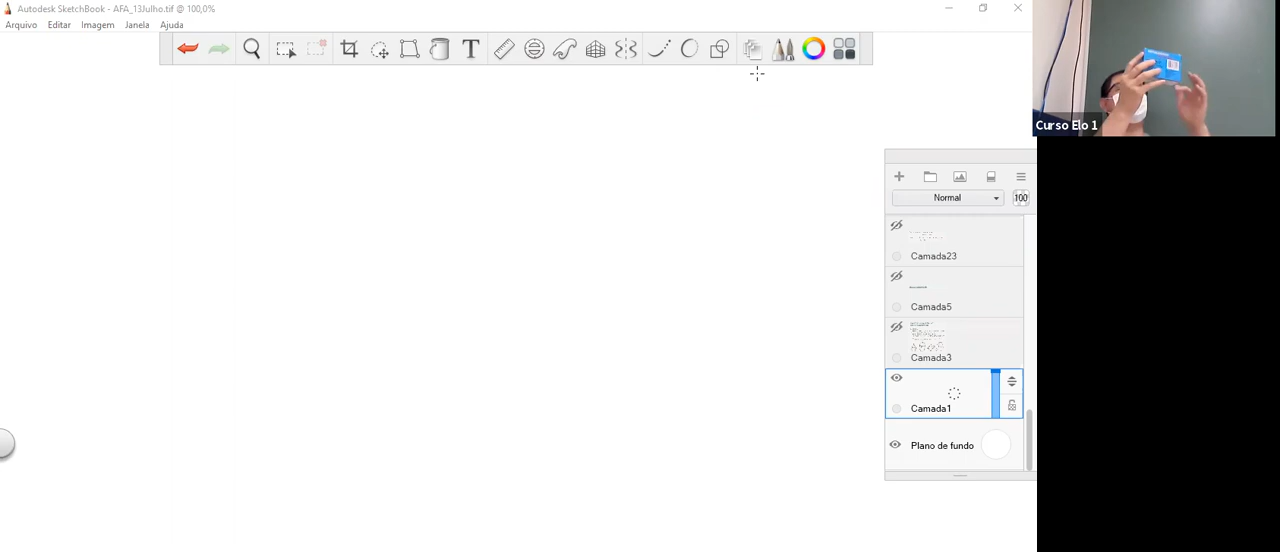 Autodesk SketchBook - AFA_13Julho.tif @ 100,0%
Arquivo Editar Imagem Janela Ajuda
T
Curso Elo 1
Normal 100
Camada23
Camada5
Camada3
Camada1
Plano de fundo